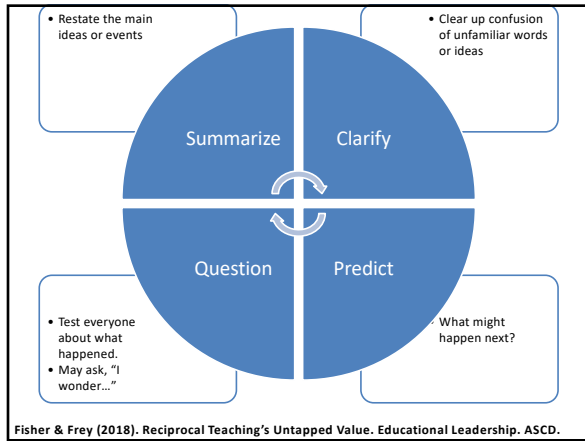 • Restate the main
ideas or events
• Clear up confusion
of unfamiliar words
or ideas
Summarize
Clarify
Question
Predict
• Test everyone
about what
happened.
• May ask, “I
wonder…”
• What might
happen next?
Fisher & Frey (2018). Reciprocal Teaching’s Untapped Value. Educational Leadership. ASCD.